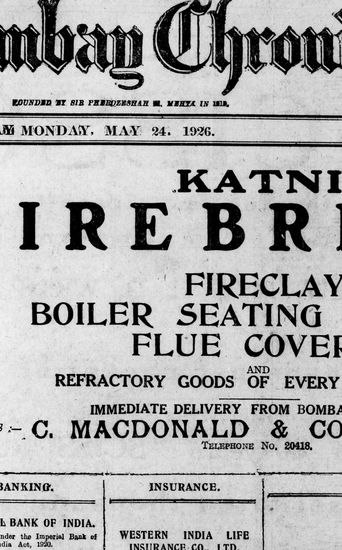 mbay Chron
FOUNDED BY SIR PHEROZESHAH M. MEHTA IN 1913.
MONDAY, MAY 24, 1926.
KATNI
IREBRI
FIRECLAY
BOILER SEATING
FLUE COVER
AND
REFRACTORY GOODS OF EVERY
IMMEDIATE DELIVERY FROM BOMBA
:— C. MACDONALD & CO
TELEPHONE No. 20418.
BANKING.
INSURANCE.
L BANK OF INDIA.
nder the Imperial Bank of
dia Act, 1920.
WESTERN INDIA LIFE
INSURANCE CO., LTD.